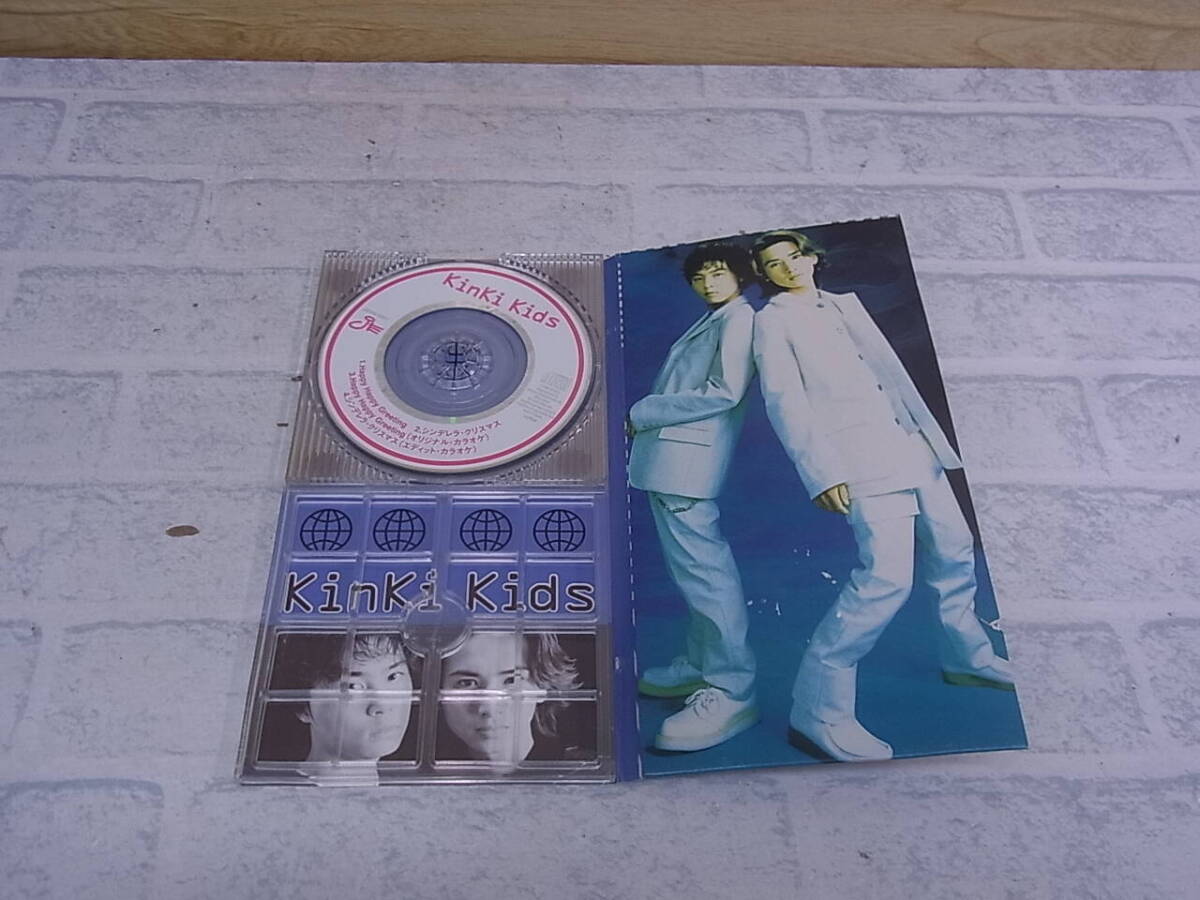 KinKi Kids
1.Happy Happy Greeting 2.シンデレラ・クリスマス
3.Happy Happy Greeting (オリジナル・カラオケ)
4.シンデレラ・クリスマス (エディット・カラオケ)
KinKi Kids